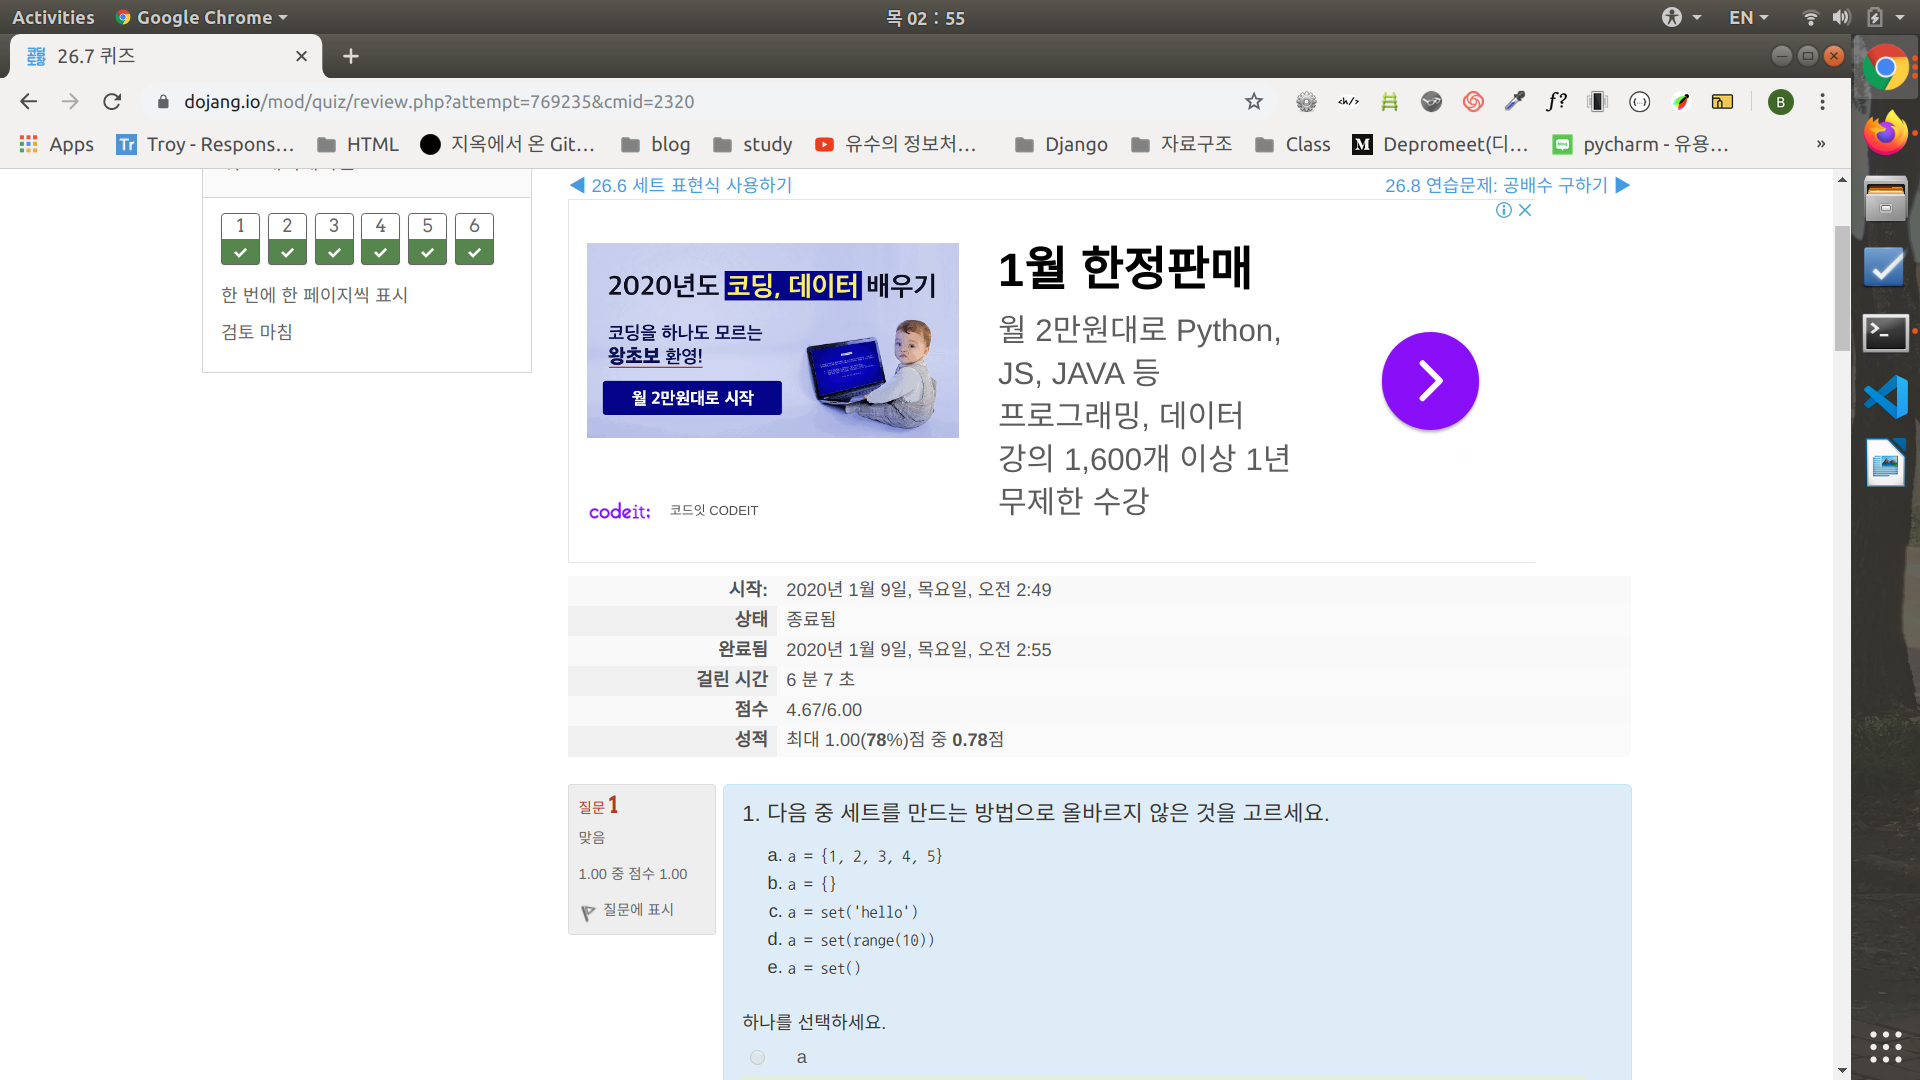 Activities
Google Chrome
목 02 : 55
EN
26.7 퀴즈
dojang.io/mod/quiz/review.php?attempt=769235&cmid=2320
B
Apps
Tr Troy - Respons...
HTML
지옥에서 온 Git...
blog
study
유수의 정보처...
Django
자료구조
Class
M Depromeet(디...
pycharm - 유용...
»
◀ 26.6 세트 표현식 사용하기
26.8 연습문제: 공배수 구하기 ▶
1 2 3 4 5 6
한 번에 한 페이지씩 표시
검토 마침
2020년도 코딩, 데이터 배우기
코딩을 하나도 모르는
왕초보 환영!
월 2만원대로 시작
codeit;
코드잇 CODEIT
1월 한정판매
월 2만원대로 Python,
JS, JAVA 등
프로그래밍, 데이터
강의 1,600개 이상 1년
무제한 수강
시작: 2020년 1월 9일, 목요일, 오전 2:49
상태 종료됨
완료됨 2020년 1월 9일, 목요일, 오전 2:55
걸린 시간 6 분 7 초
점수 4.67/6.00
성적 최대 1.00(78%)점 중 0.78점
질문 1
맞음
1.00 중 점수 1.00
질문에 표시
1. 다음 중 세트를 만드는 방법으로 올바르지 않은 것을 고르세요.
a. a = {1, 2, 3, 4, 5}
b. a = {}
c. a = set('hello')
d. a = set(range(10))
e. a = set()
하나를 선택하세요.
a